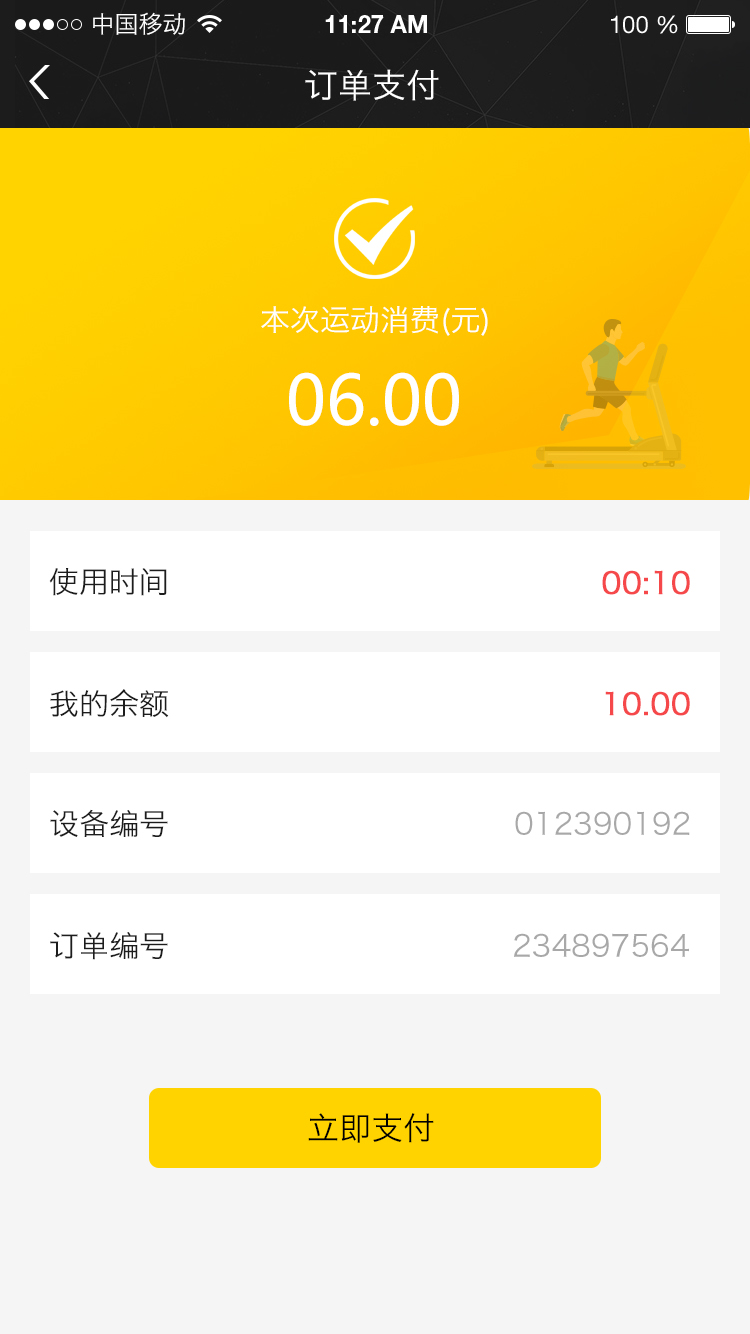 中国移动 11:27 AM 100 %
订单支付
本次运动消费(元)
06.00
使用时间 00:10
我的余额 10.00
设备编号 012390192
订单编号 234897564
立即支付